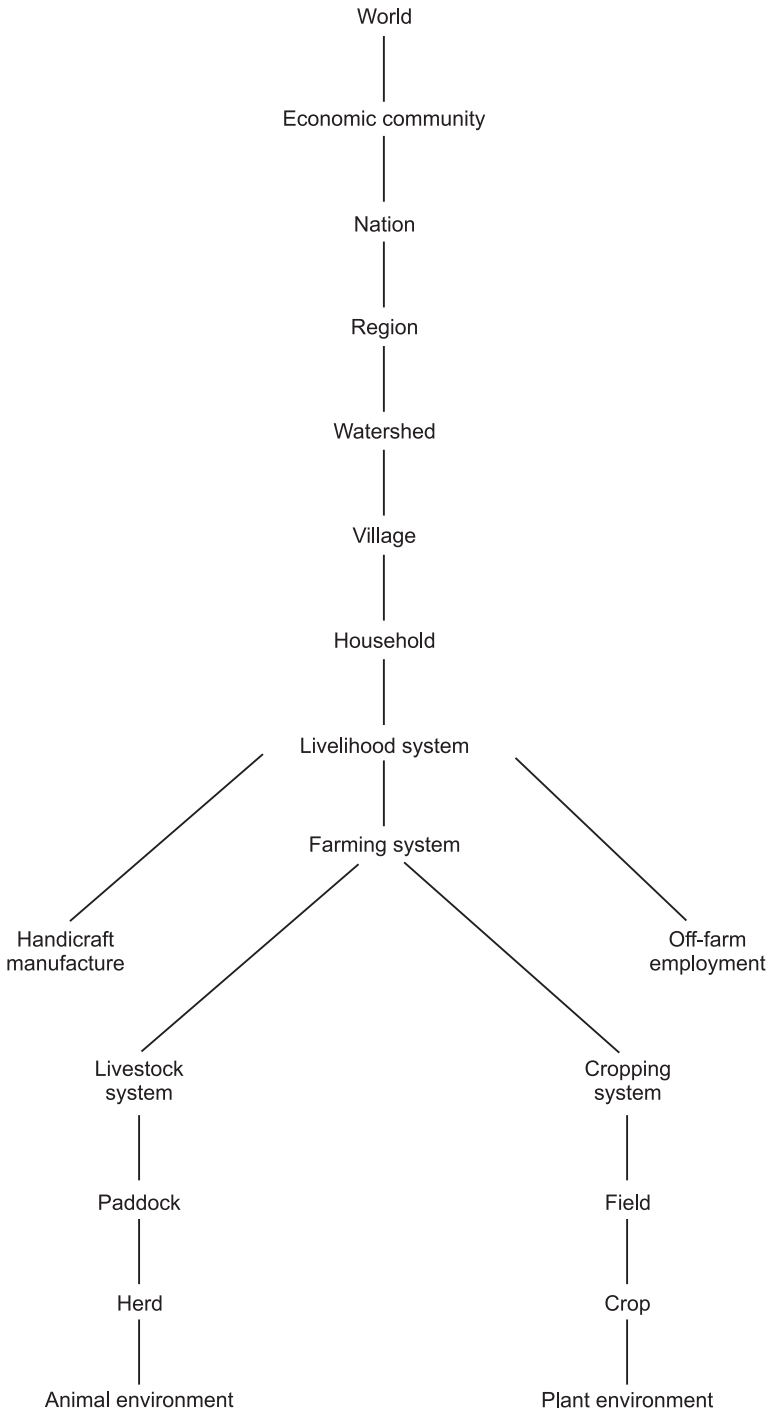 World
Economic community
Nation
Region
Watershed
Village
Household
Livelihood system
Farming system
Handicraft
manufacture
Off-farm
employment
Livestock
system
Cropping
system
Paddock
Field
Herd
Crop
Animal environment
Plant environment